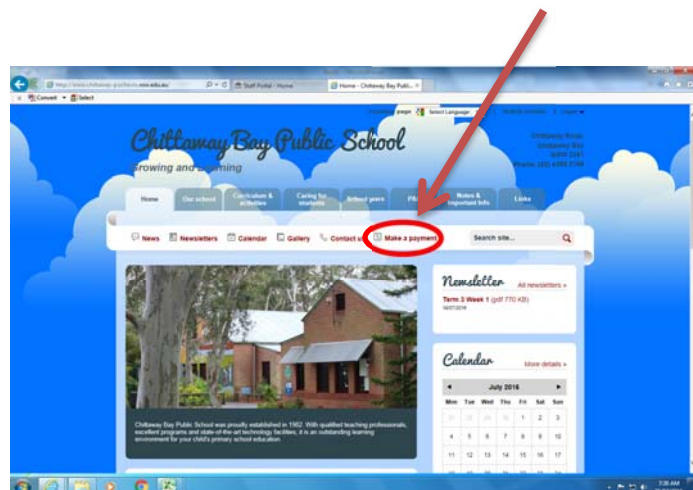 Home - Chittaway Bay Publ...
Staff Portal - Home
Convert Select
Select Language
Chittaway Bay Public School
Growing and Learning
Home Our school Curriculum & activities Caring for students School years Notes & Important Info Links
News Newsletters Calendar Gallery Contact us Make a payment Search site...
Newsletter All newsletters »
Term 3 Week 1 (pdf 770 KB)
Calendar More details »
July 2016
Mon Tue Wed Thu Fri Sat Sun
1 2 3
4 5 6 7 8 9 10
11 12 13 14 15 16 17
Chittaway Bay Public School was proudly established in 1982. With qualified teaching professionals,
excellent programs and state-of-the-art technology facilities, it is an outstanding learning
environment for your child's primary school education.